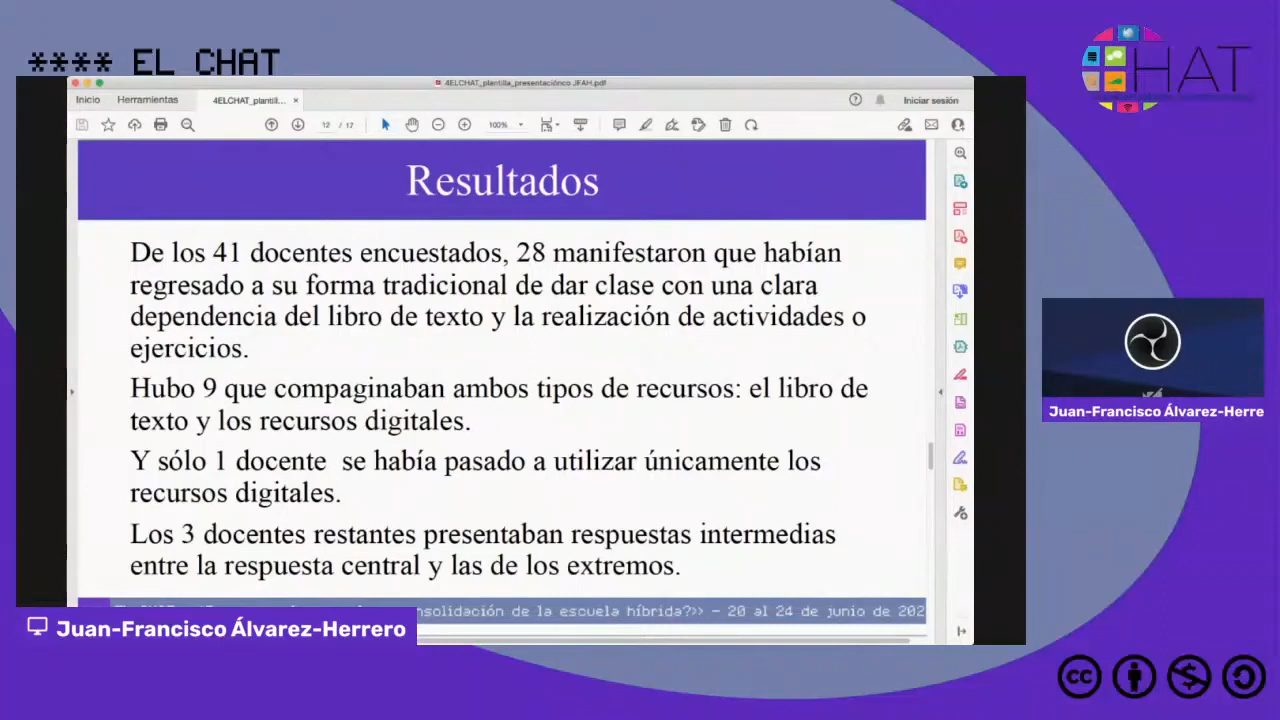 **** EL CHAT
HAT
4ELCHAT_plantilla_presentaciónco JFAH.pdf
Inicio Herramientas 4ELCHAT_plantill... × Iniciar sesión
12 / 17 100%
Resultados
De los 41 docentes encuestados, 28 manifestaron que habían
regresado a su forma tradicional de dar clase con una clara
dependencia del libro de texto y la realización de actividades o
ejercicios.
Hubo 9 que compaginaban ambos tipos de recursos: el libro de
texto y los recursos digitales.
Y sólo 1 docente se había pasado a utilizar únicamente los
recursos digitales.
Los 3 docentes restantes presentaban respuestas intermedias
entre la respuesta central y las de los extremos.
nsolidación de la escuela híbrida?>> – 20 al 24 de junio de 202
Juan-Francisco Álvarez-Herre
Juan-Francisco Álvarez-Herrero
cc